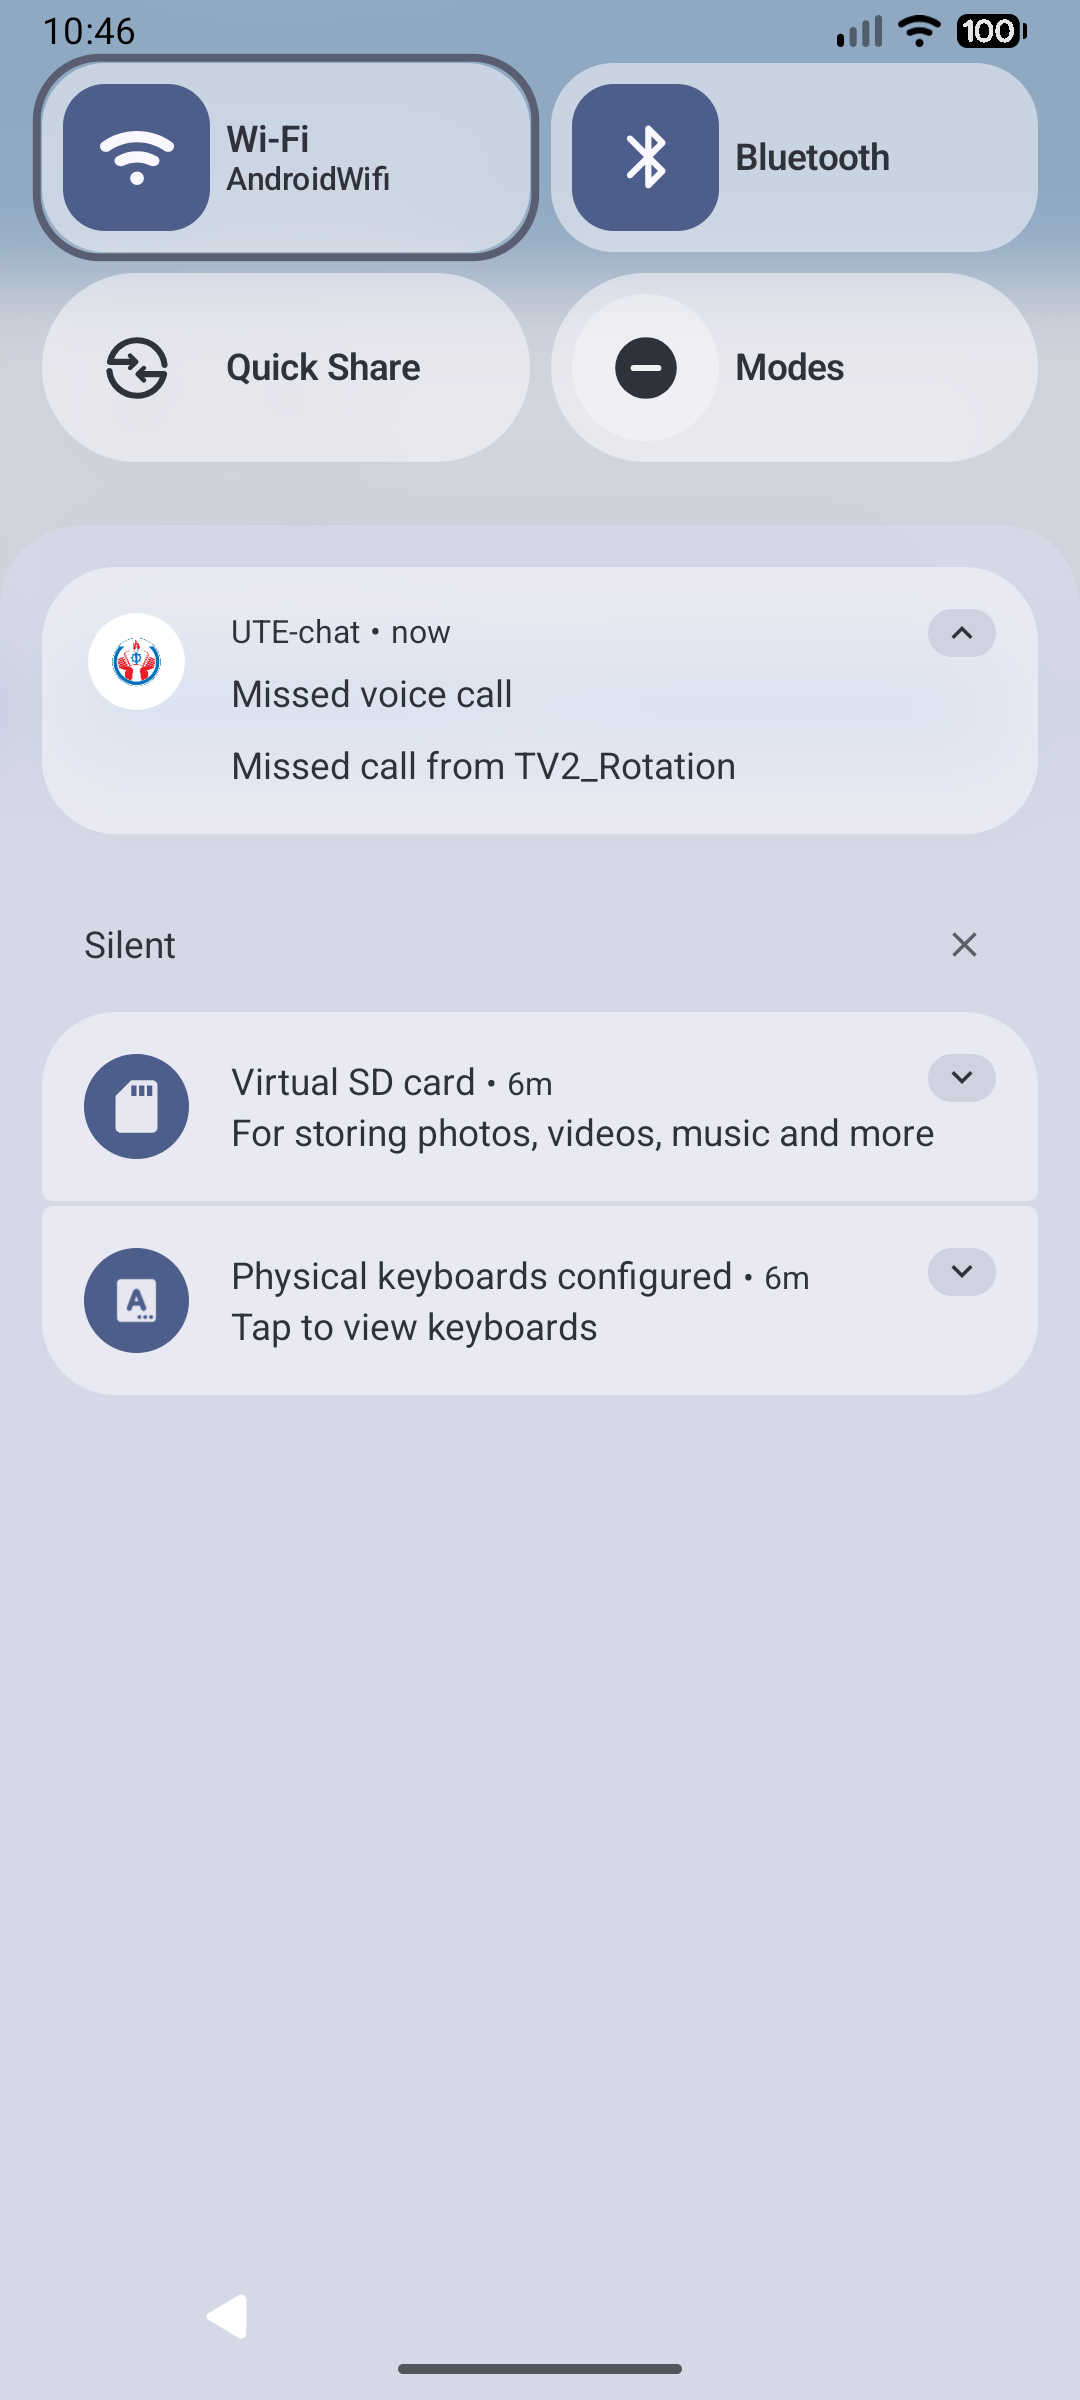 10:46
100
Wi-Fi
AndroidWifi
Bluetooth
Quick Share
Modes
UTE-chat • now
Missed voice call
Missed call from TV2_Rotation
Silent
Virtual SD card • 6m
For storing photos, videos, music and more
Physical keyboards configured • 6m
Tap to view keyboards